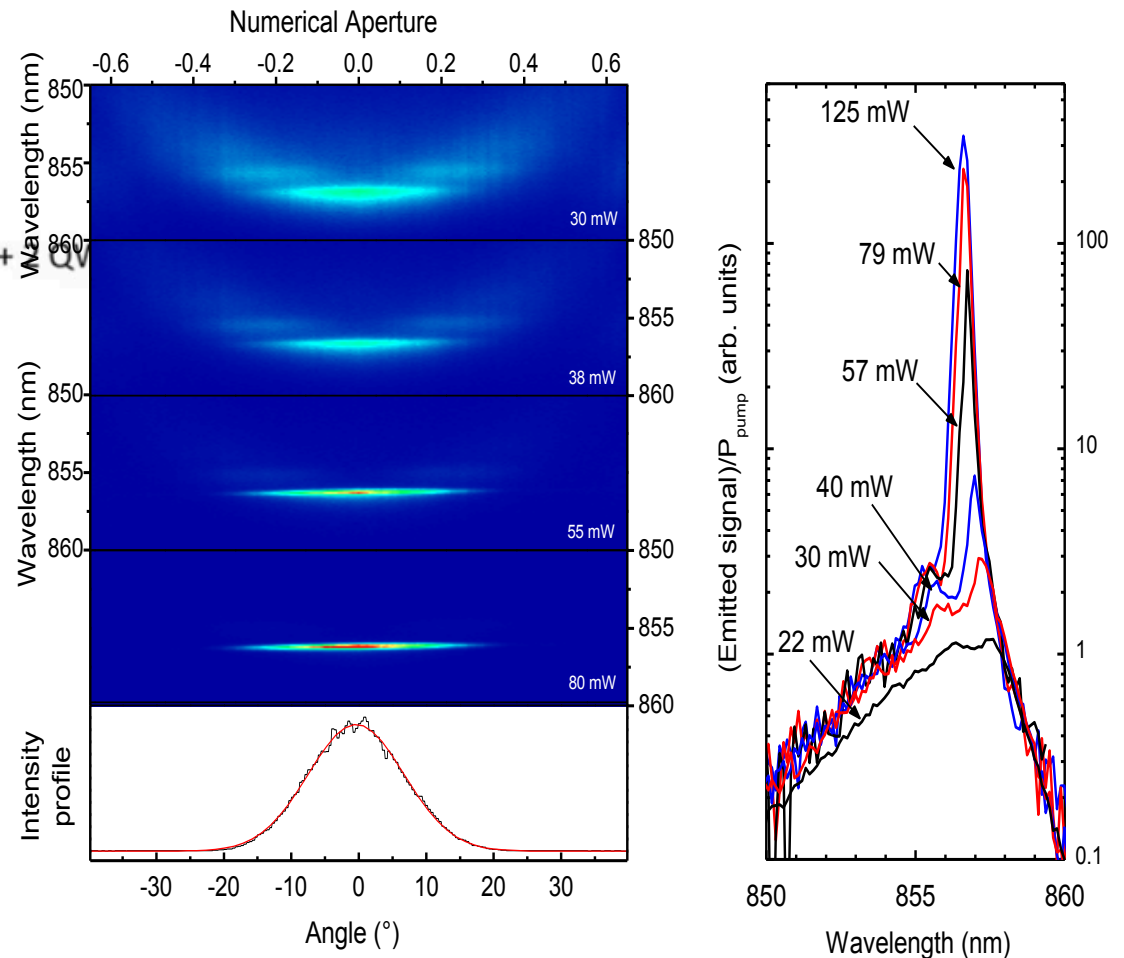 Numerical Aperture
-0.6 -0.4 -0.2 0.0 0.2 0.4 0.6
Wavelength (nm)
850
855
860
30 mW
850
855
860
38 mW
Wavelength (nm)
850
855
860
55 mW
850
855
860
80 mW
Intensity
profile
-30 -20 -10 0 10 20 30
Angle (°)
(Emitted signal)/P_pump (arb. units)
125 mW
79 mW
57 mW
40 mW
30 mW
22 mW
100
10
1
0.1
850 855 860
Wavelength (nm)